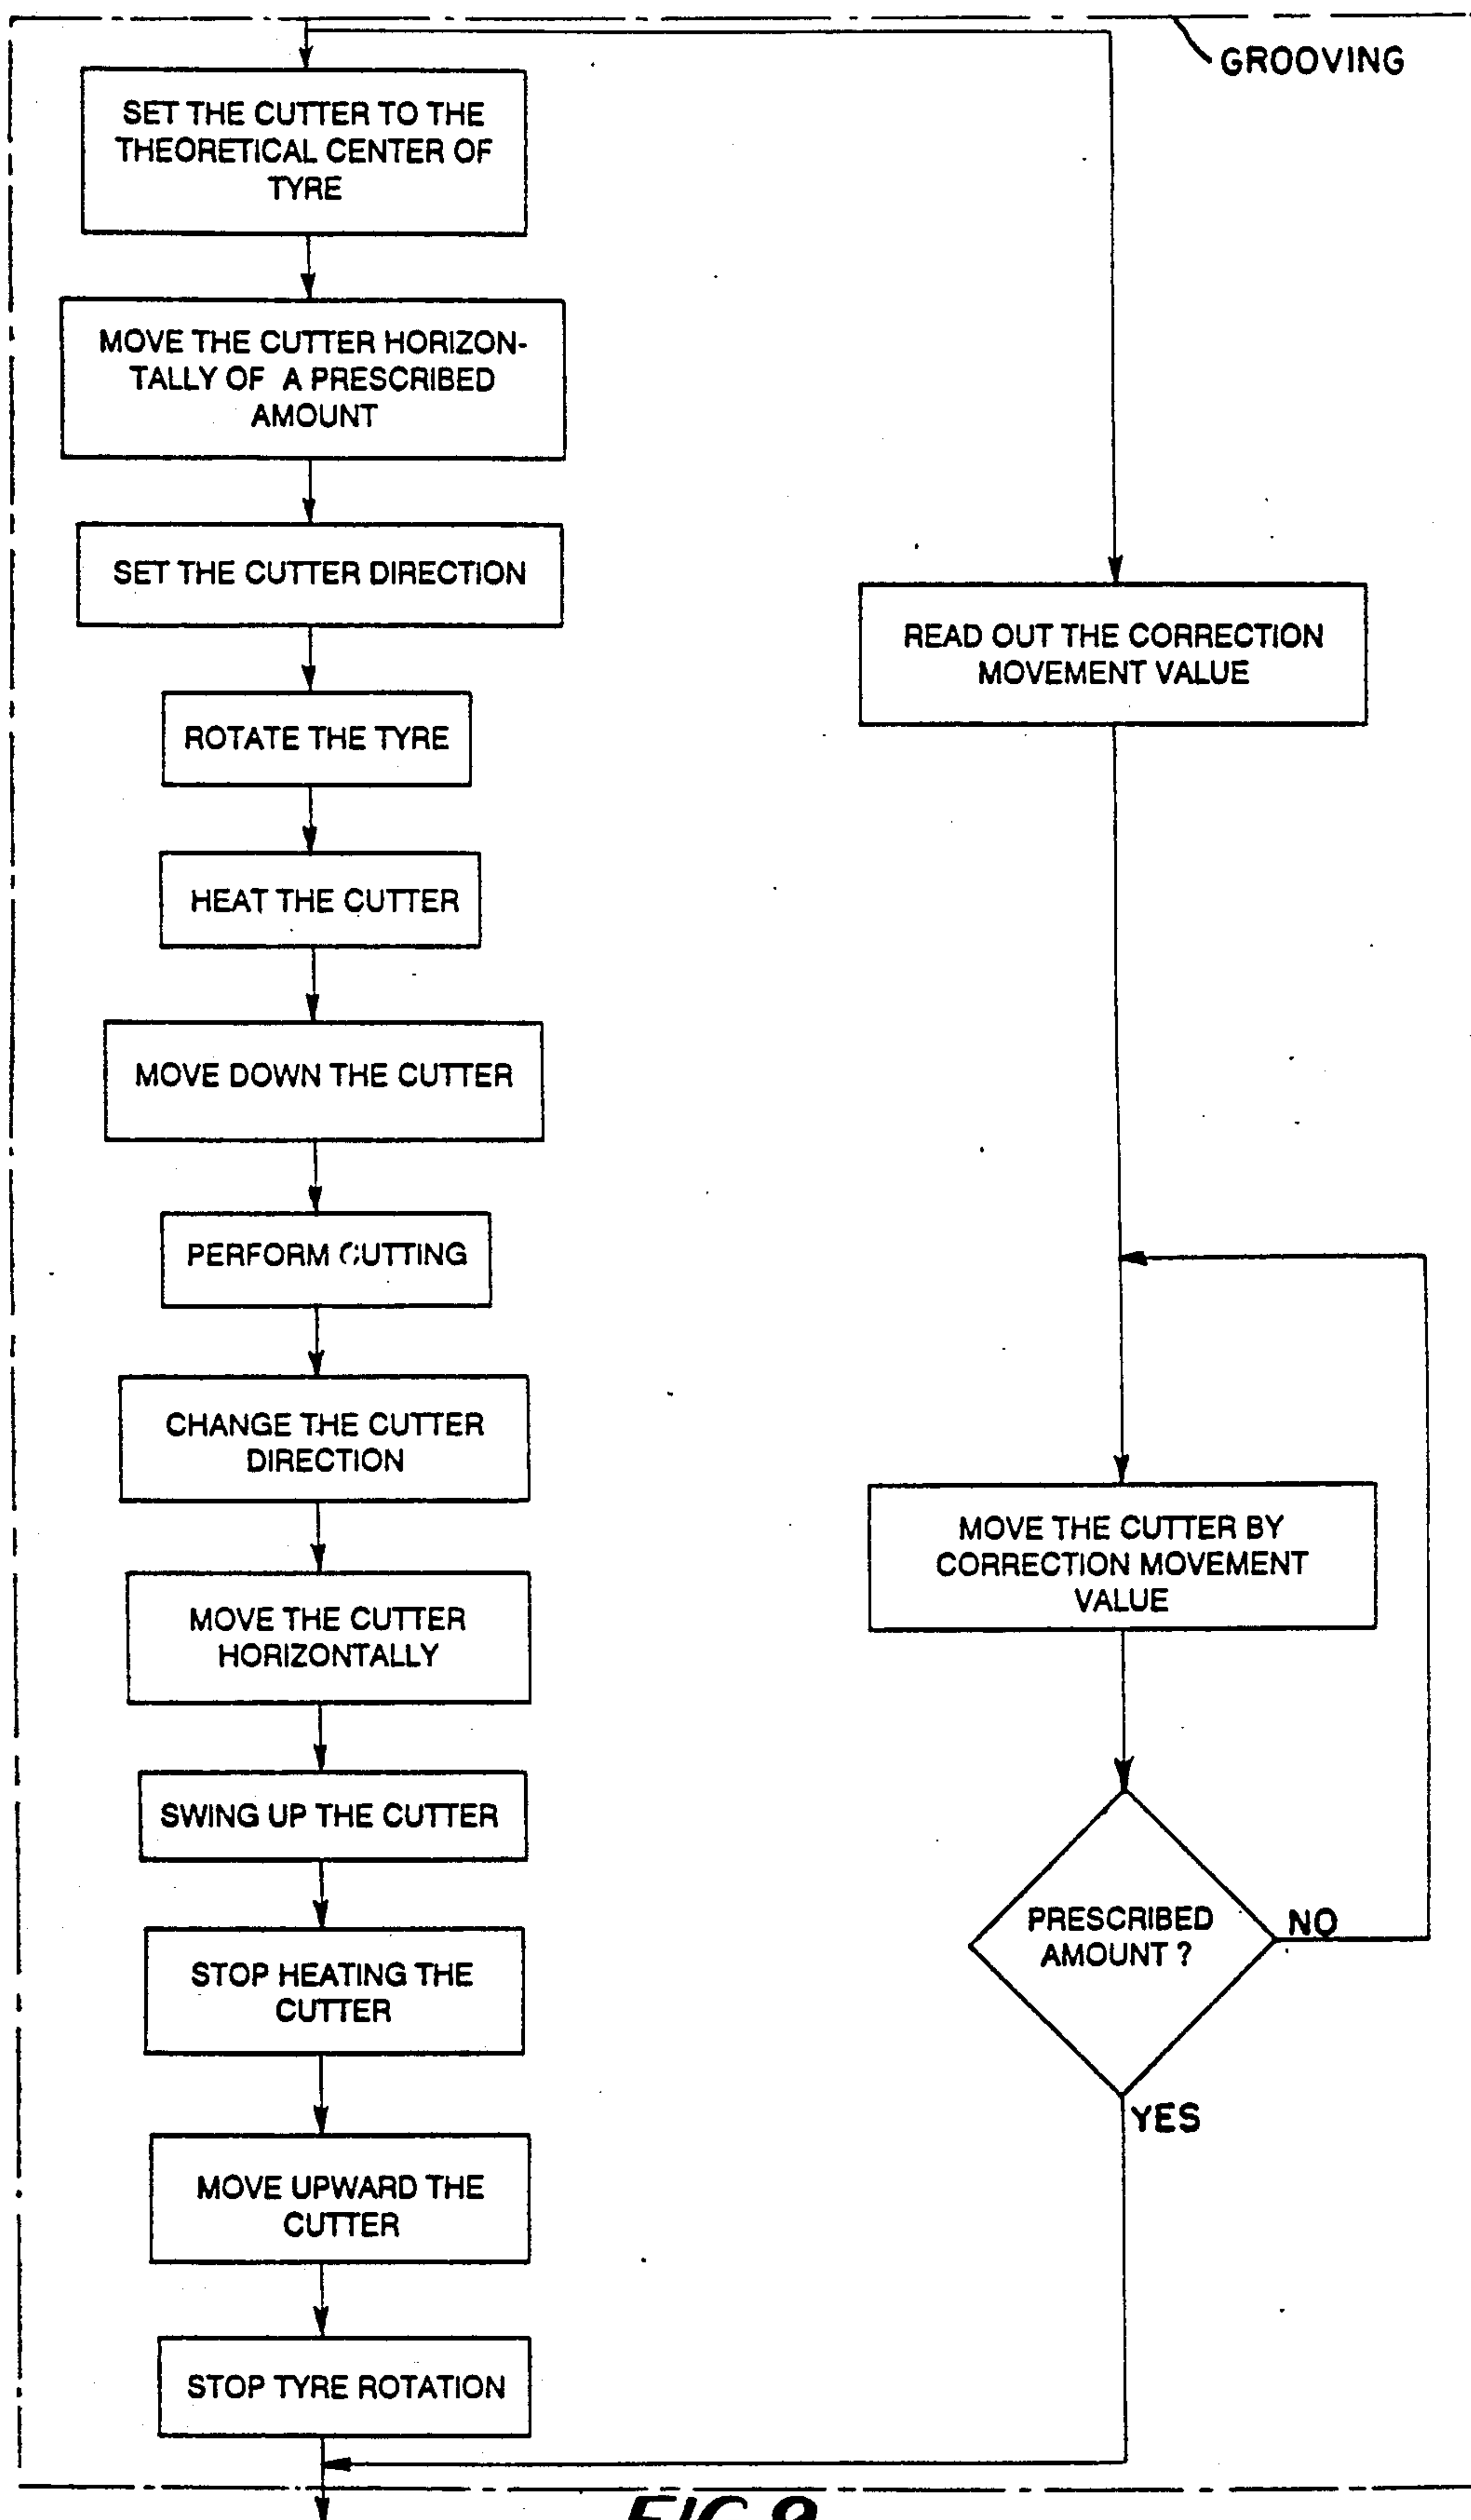 GROOVING
SET THE CUTTER TO THE
THEORETICAL CENTER OF
TYRE
MOVE THE CUTTER HORIZON-
TALLY OF A PRESCRIBED
AMOUNT
SET THE CUTTER DIRECTION
ROTATE THE TYRE
HEAT THE CUTTER
MOVE DOWN THE CUTTER
PERFORM CUTTING
CHANGE THE CUTTER
DIRECTION
MOVE THE CUTTER
HORIZONTALLY
SWING UP THE CUTTER
STOP HEATING THE
CUTTER
MOVE UPWARD THE
CUTTER
STOP TYRE ROTATION
READ OUT THE CORRECTION
MOVEMENT VALUE
MOVE THE CUTTER BY
CORRECTION MOVEMENT
VALUE
PRESCRIBED
AMOUNT ?
NO
YES